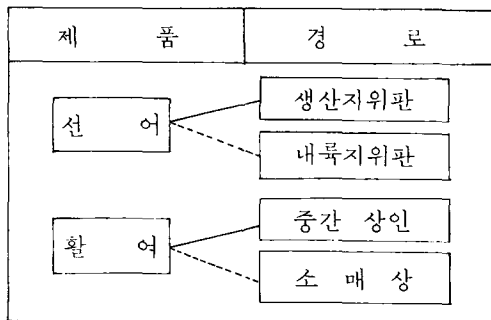 제 품 경 로
생산지위판
선 어
내륙지위판
중간 상인
활 어
소 매 상